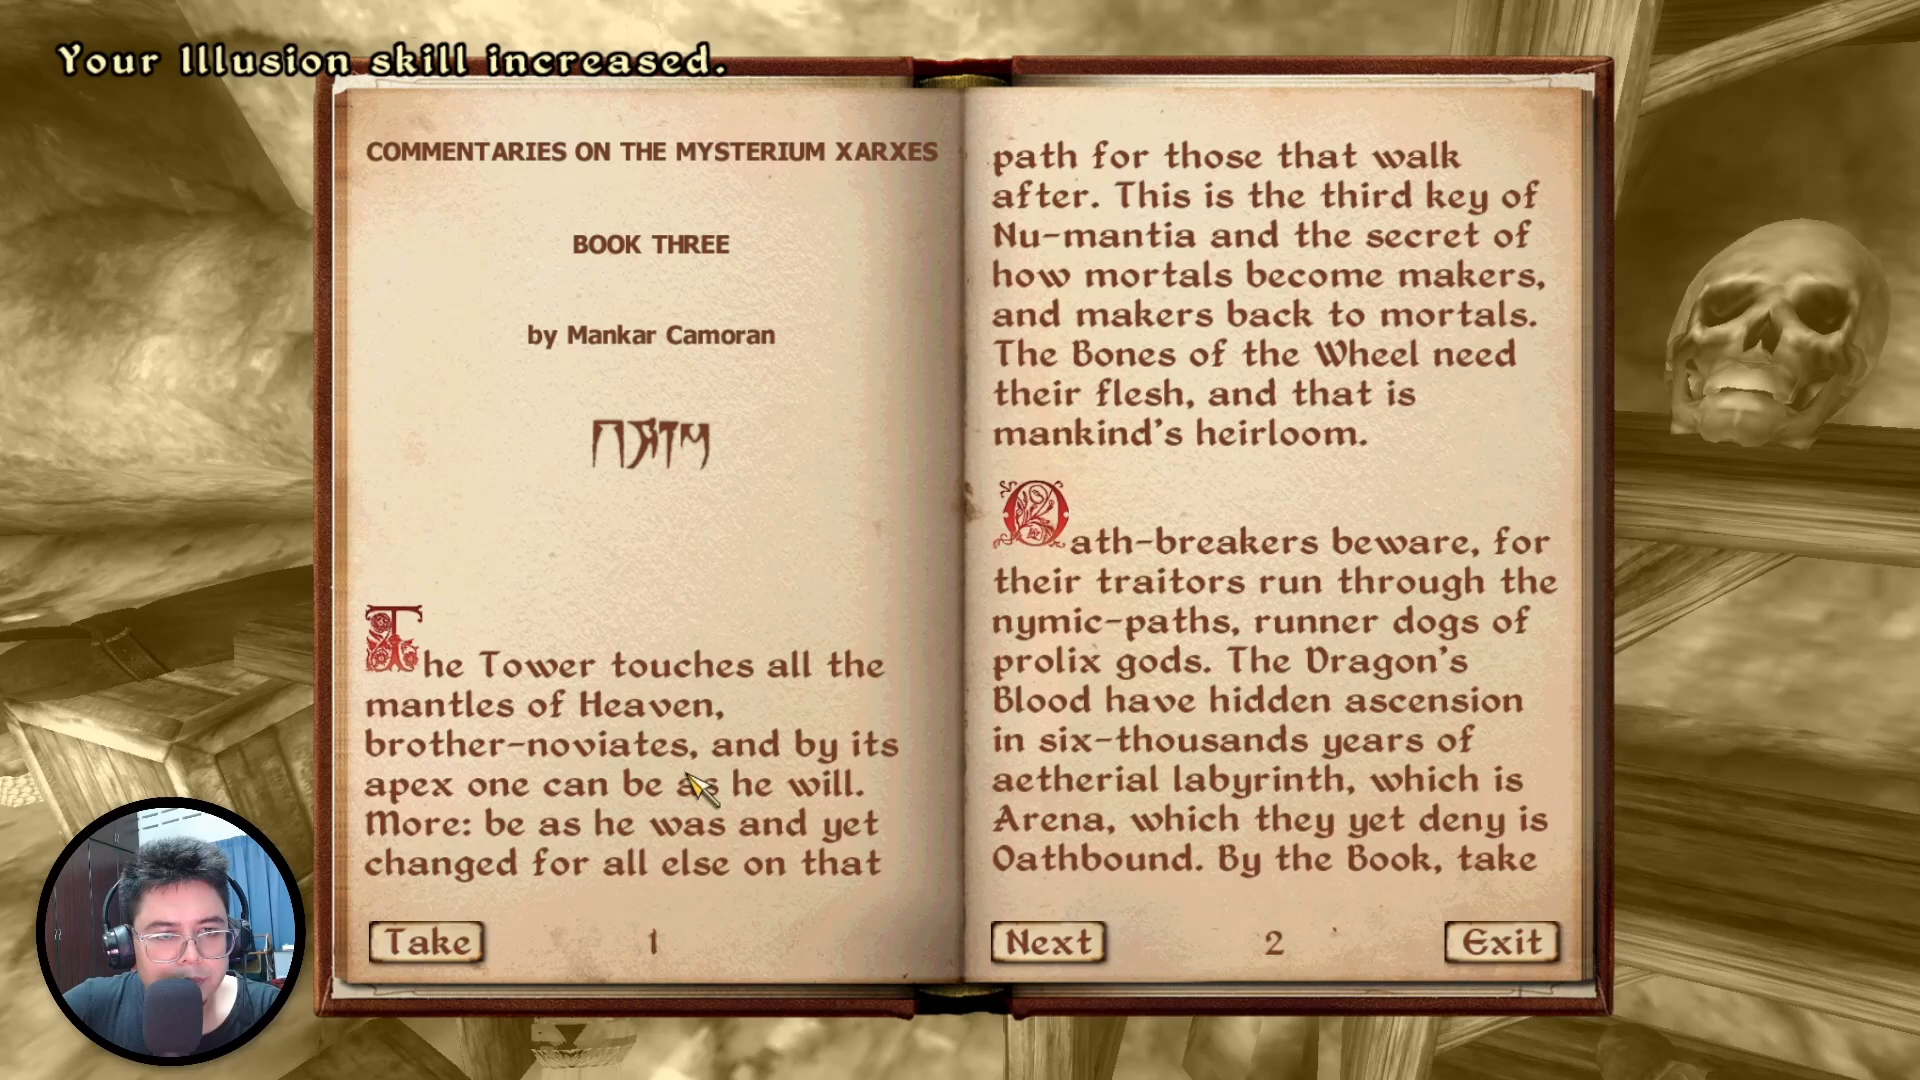 Your Illusion skill increased.
COMMENTARIES ON THE MYSTERIUM XARXES
BOOK THREE
by Mankar Camoran
The Tower touches all the
mantles of Heaven,
brother-noviates, and by its
apex one can be as he will.
More: be as he was and yet
changed for all else on that
Take
1
path for those that walk
after. This is the third key of
Nu-mantia and the secret of
how mortals become makers,
and makers back to mortals.
The Bones of the Wheel need
their flesh, and that is
mankind's heirloom.
Oath-breakers beware, for
their traitors run through the
nymic-paths, runner dogs of
prolix gods. The Dragon's
Blood have hidden ascension
in six-thousands years of
aetherial labyrinth, which is
Arena, which they yet deny is
Oathbound. By the Book, take
Next
2
Exit